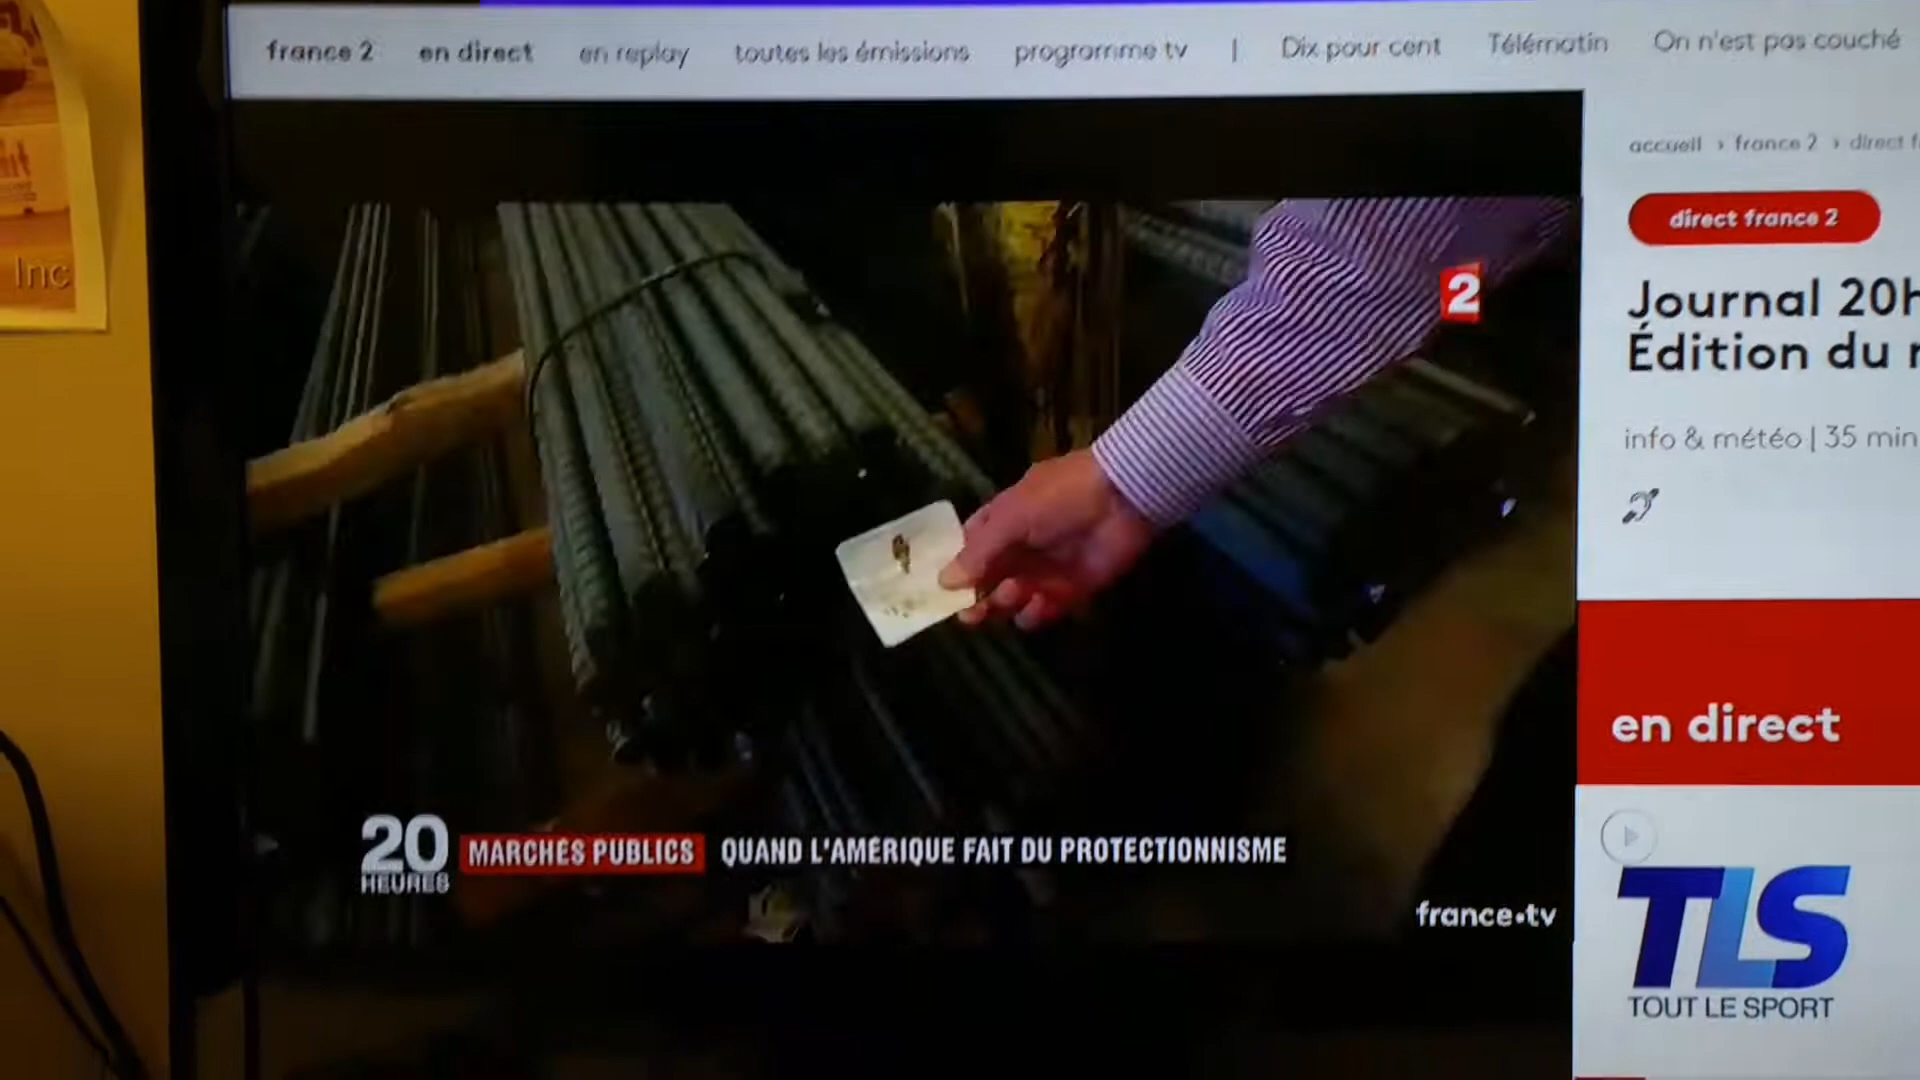 france 2 en direct en replay toutes les émissions programme tv | Dix pour cent Télématin On n'est pas couché
accueil › france 2 › direct
direct france 2
2
Journal 20h
Édition du
info & météo | 35 min
Inc
en direct
20 HEURES
MARCHÉS PUBLICS QUAND L'AMÉRIQUE FAIT DU PROTECTIONNISME
france•tv
TLS
TOUT LE SPORT